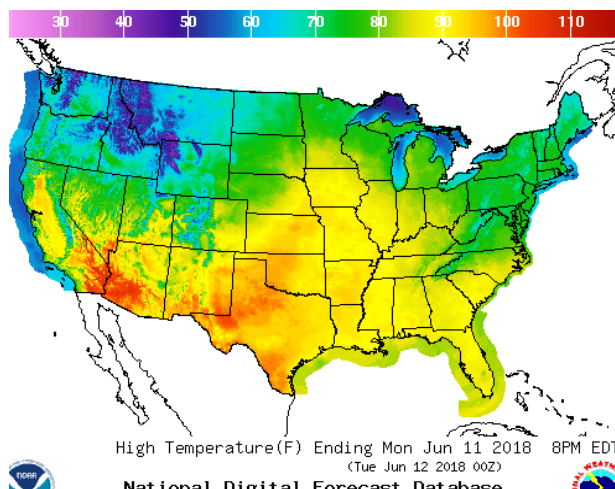 30 40 50 60 70 80 90 100 110
High Temperature(F) Ending Mon Jun 11 2018 8PM EDT
(Tue Jun 12 2018 00Z)
National Digital Forecast Database
noaa